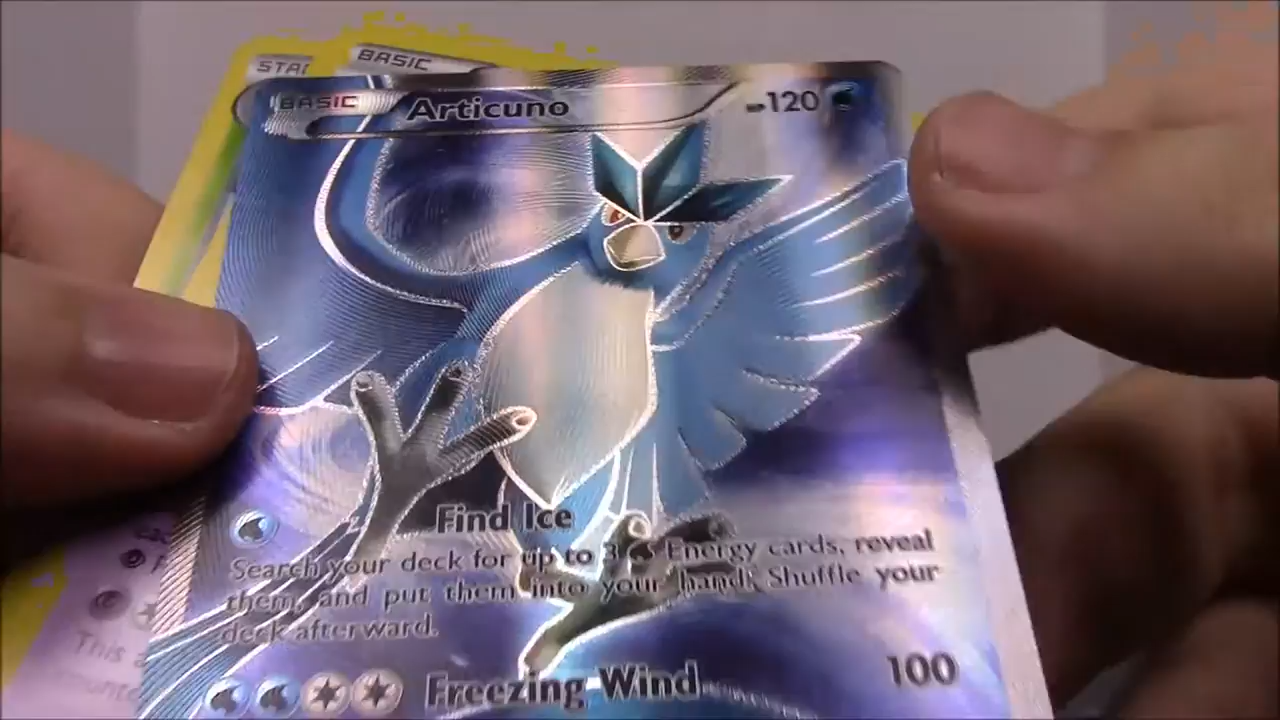 STA
BASIC
BASIC Articuno 120
Find Ice
Search your deck for up to 3 Energy cards, reveal
them, and put them into your hand. Shuffle your
deck afterward.
Freezing Wind 100
This a